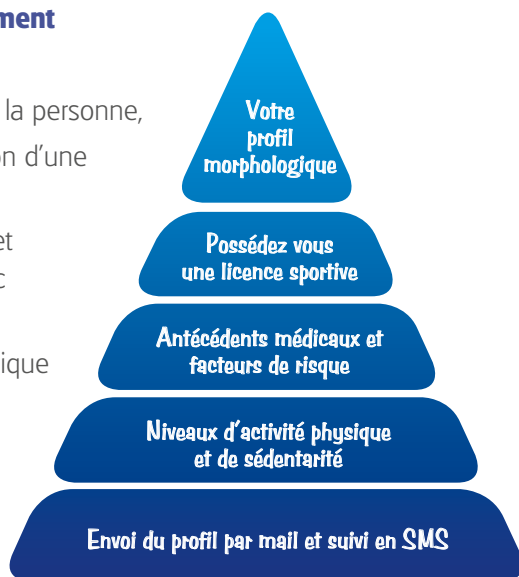 ment
la personne,
on d'une
et
c
ique
Votre
profil
morphologique
Possédez vous
une licence sportive
Antécédents médicaux et
facteurs de risque
Niveaux d'activité physique
et de sédentarité
Envoi du profil par mail et suivi en SMS